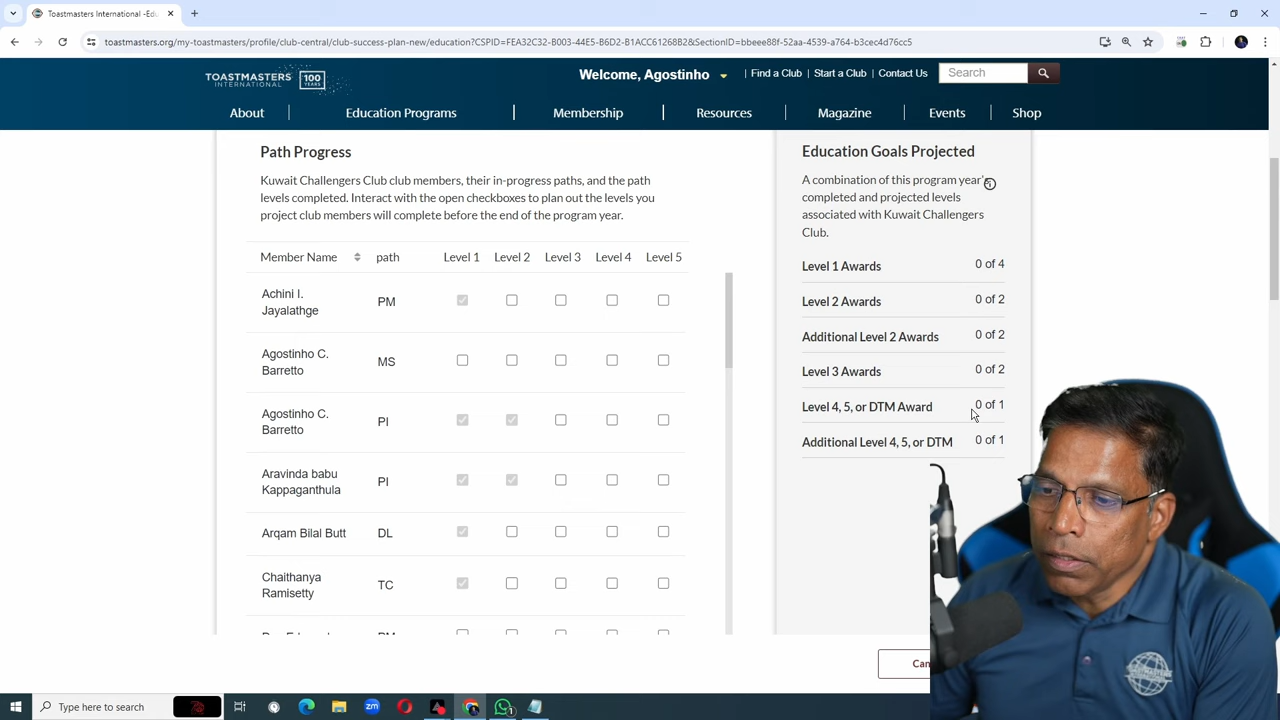 Toastmasters International -Edu
toastmasters.org/my-toastmasters/profile/club-central/club-success-plan-new/education?CSPID=FEA32C32-B003-44E5-B6D2-B1ACC61268B2&SectionID=bbeee88f-52aa-4539-a764-b3cec4d76cc5
TOASTMASTERS
INTERNATIONAL
100
YEARS
Welcome, Agostinho
Find a Club
Start a Club
Contact Us
Search
About
Education Programs
Membership
Resources
Magazine
Events
Shop
Path Progress
Kuwait Challengers Club club members, their in-progress paths, and the path
levels completed. Interact with the open checkboxes to plan out the levels you
project club members will complete before the end of the program year.
Member Name path Level 1 Level 2 Level 3 Level 4 Level 5
Achini I.
Jayalathge PM
Agostinho C.
Barretto MS
Agostinho C.
Barretto PI
Aravinda babu
Kappaganthula PI
Arqam Bilal Butt DL
Chaithanya
Ramisetty TC
Education Goals Projected
A combination of this program year's
completed and projected levels
associated with Kuwait Challengers
Club.
Level 1 Awards 0 of 4
Level 2 Awards 0 of 2
Additional Level 2 Awards 0 of 2
Level 3 Awards 0 of 2
Level 4, 5, or DTM Award 0 of 1
Additional Level 4, 5, or DTM 0 of 1
Can
Type here to search